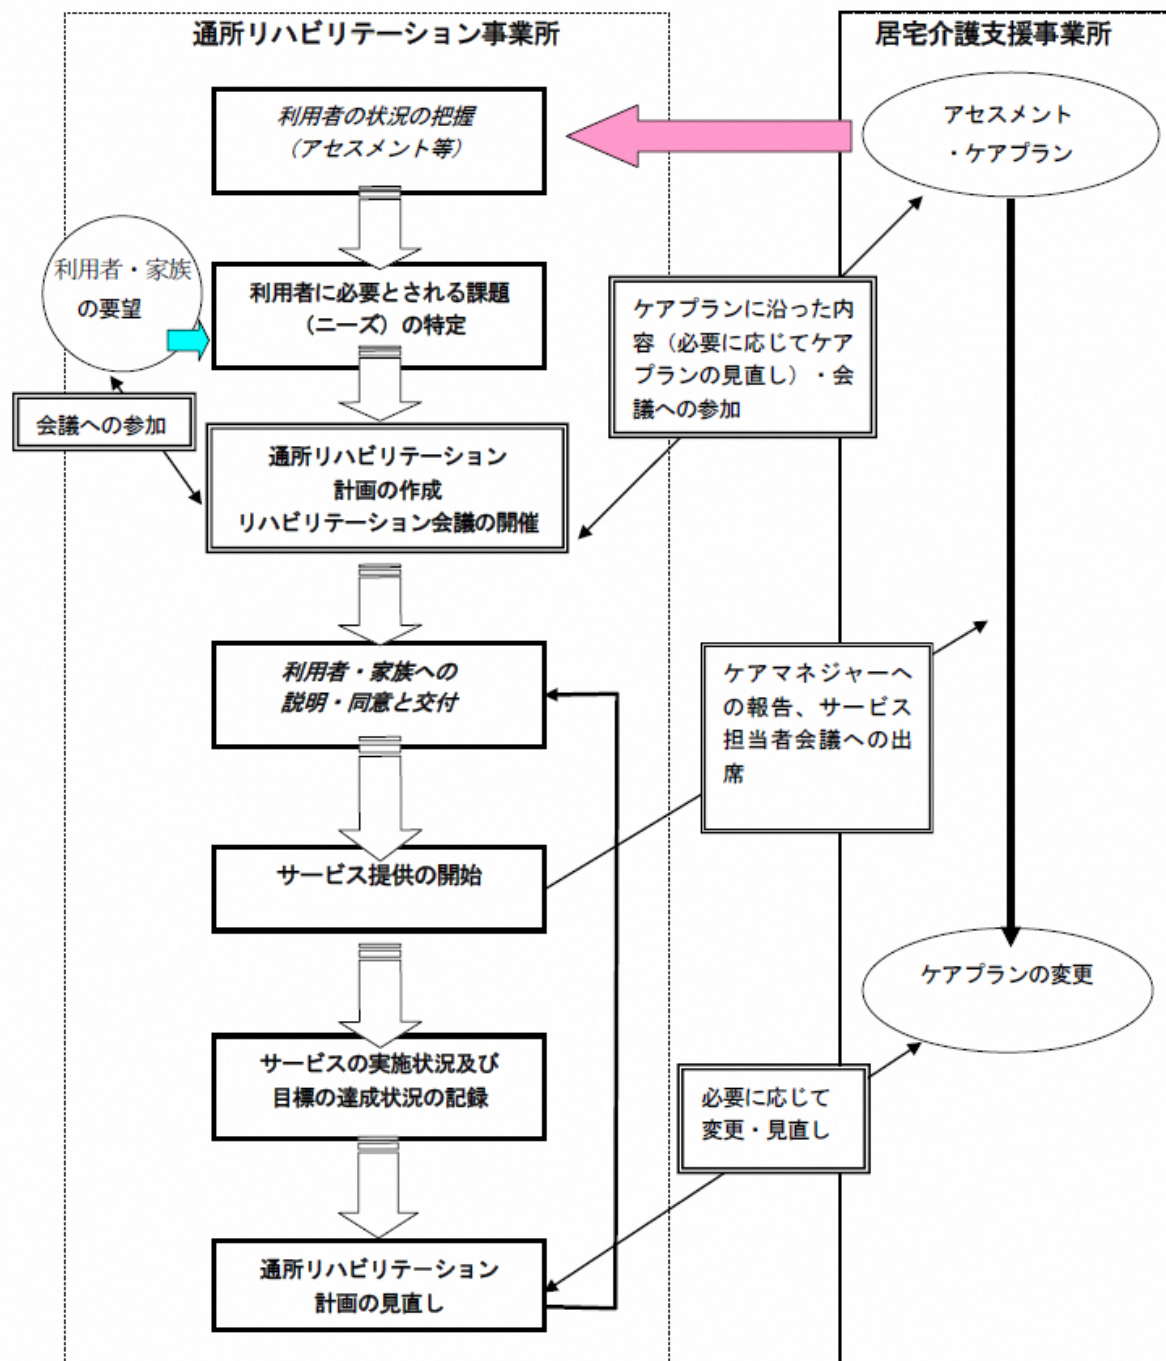 通所リハビリテーション事業所
居宅介護支援事業所
利用者の状況の把握
（アセスメント等）
アセスメント
・ケアプラン
利用者・家族
の要望
利用者に必要とされる課題
（ニーズ）の特定
ケアプランに沿った内
容（必要に応じてケア
プランの見直し）・会
議への参加
会議への参加
通所リハビリテーション
計画の作成
リハビリテーション会議の開催
利用者・家族への
説明・同意と交付
ケアマネジャーへ
の報告、サービス
担当者会議への出
席
サービス提供の開始
ケアプランの変更
サービスの実施状況及び
目標の達成状況の記録
必要に応じて
変更・見直し
通所リハビリテーション
計画の見直し